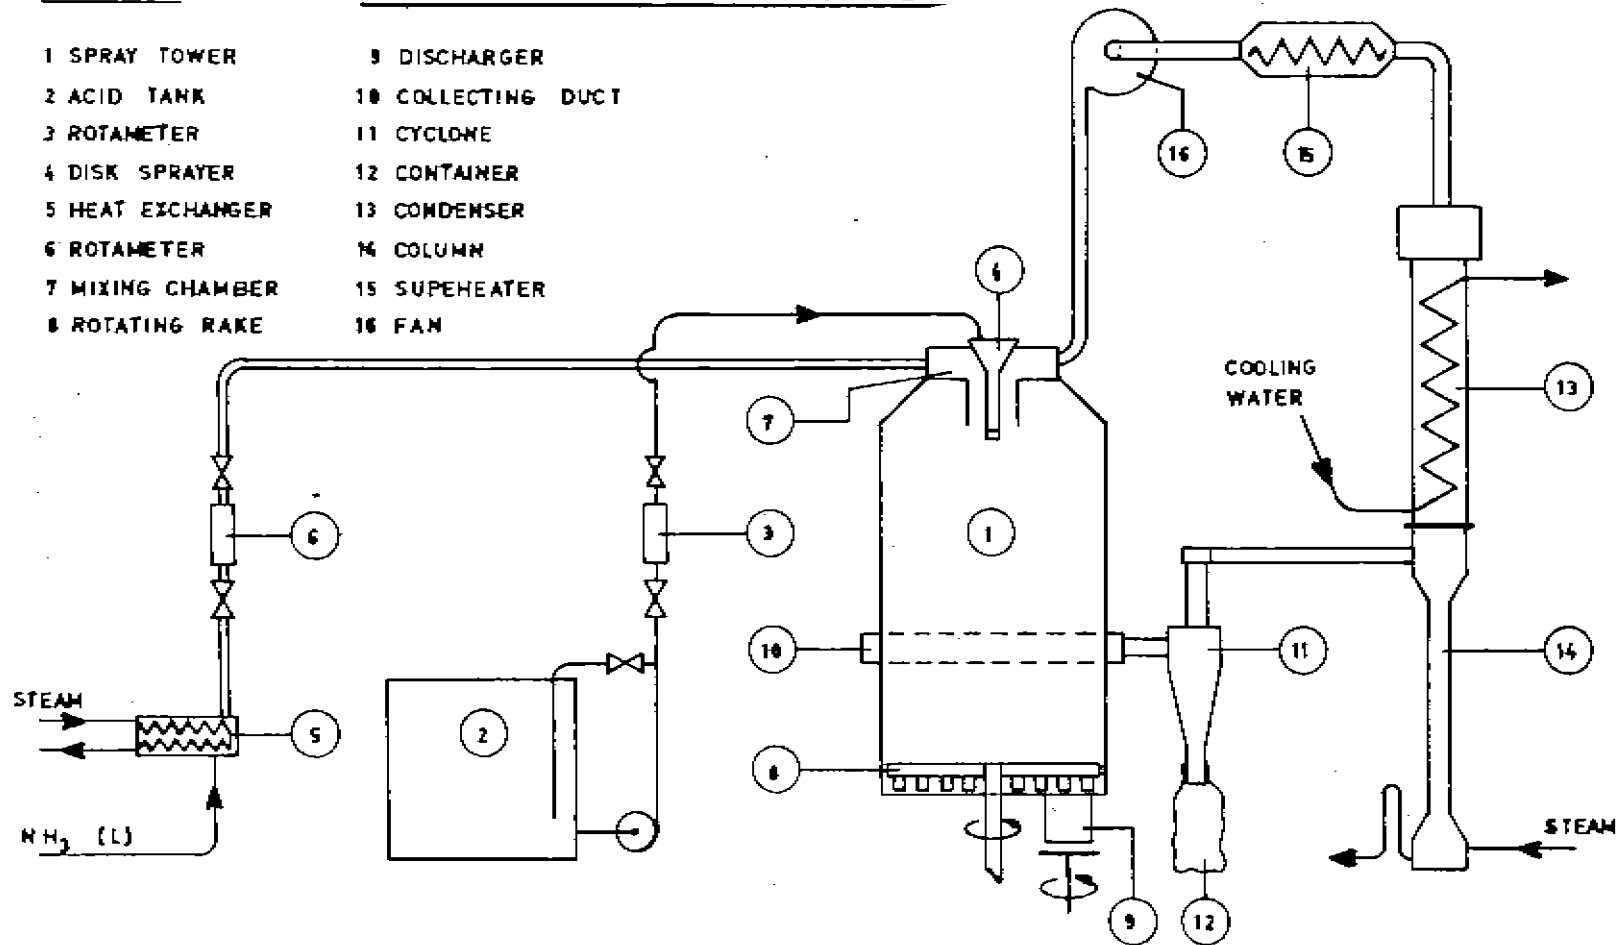 1 SPRAY TOWER
2 ACID TANK
3 ROTAMETER
4 DISK SPRAYER
5 HEAT EXCHANGER
6 ROTAMETER
7 MIXING CHAMBER
8 ROTATING RAKE
9 DISCHARGER
10 COLLECTING DUCT
11 CYCLONE
12 CONTAINER
13 CONDENSER
14 COLUMN
15 SUPEHEATER
16 FAN
16
15
4
COOLING
WATER
13
7
6
3
1
10
11
14
STEAM
5
2
8
NH3 (L)
STEAM
9
12